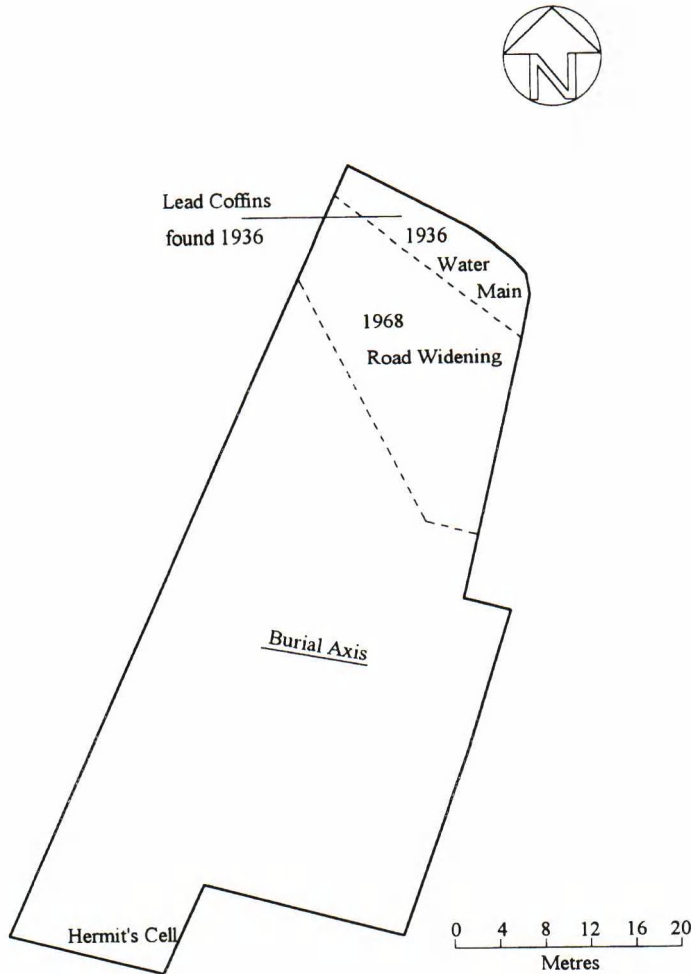 N
Lead Coffins
found 1936
1936
Water
Main
1968
Road Widening
Burial Axis
Hermit's Cell
0 4 8 12 16 20
Metres